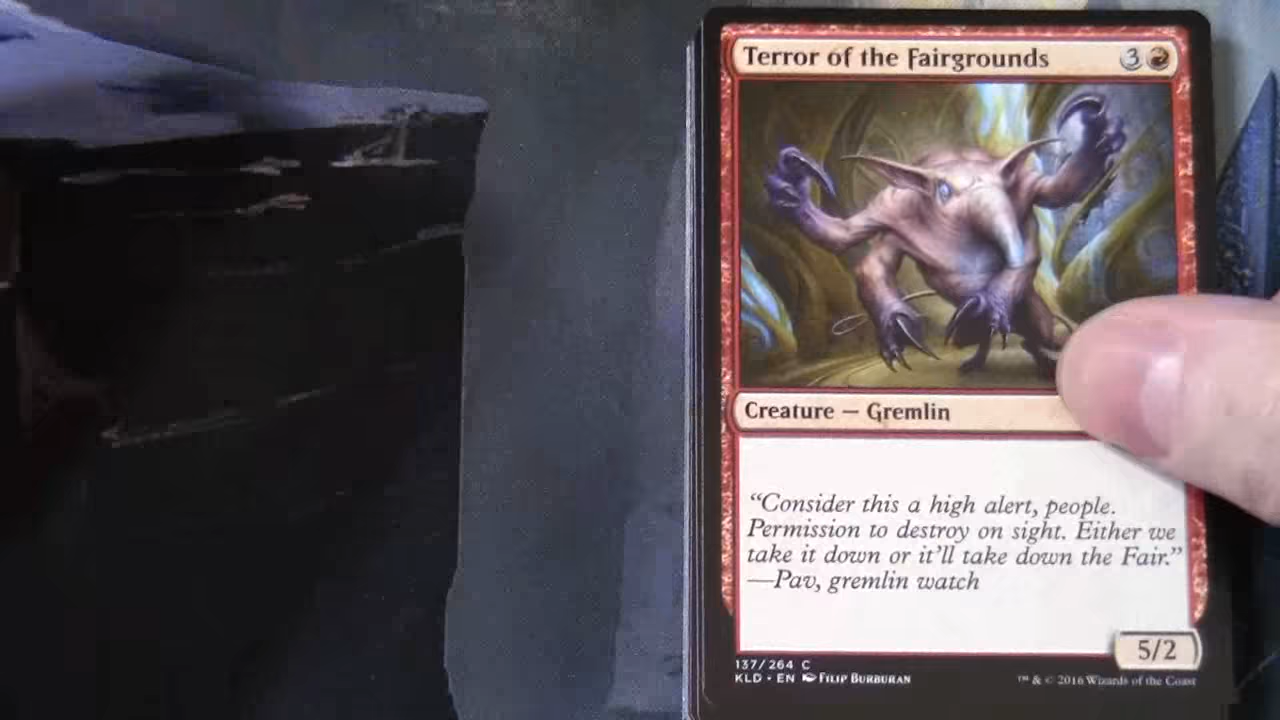 Terror of the Fairgrounds 3
Creature — Gremlin
“Consider this a high alert, people.
Permission to destroy on sight. Either we
take it down or it’ll take down the Fair.”
—Pav, gremlin watch
5/2
137/264 C
KLD • EN Filip Burburan
™ & © 2016 Wizards of the Coast